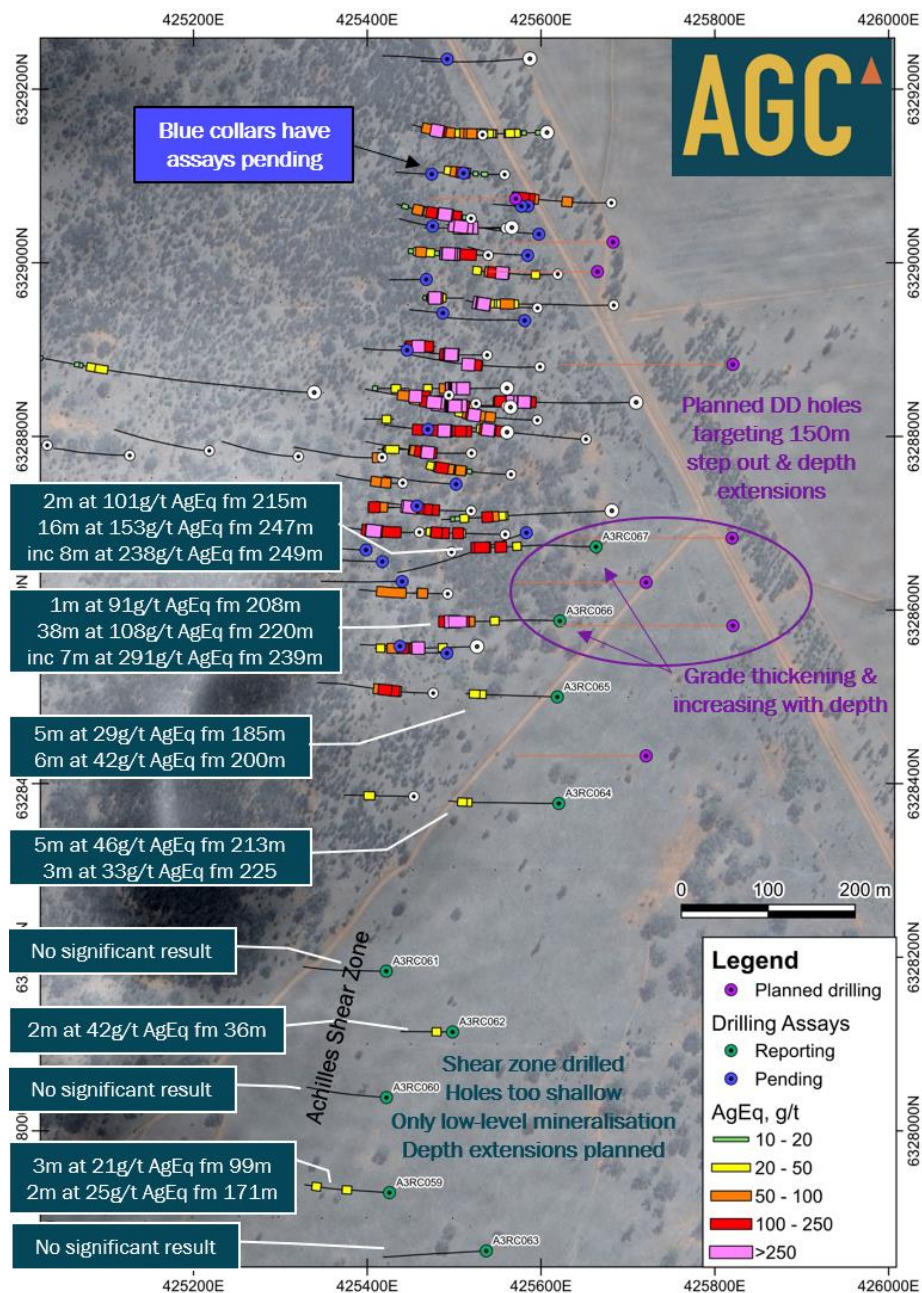 425200E
425400E
425600E
425800E
426000E
6329200N
6329200N
AGC
Blue collars have
assays pending
6329000N
6329000N
6328800N
6328800N
Planned DD holes
targeting 150m
step out & depth
extensions
2m at 101g/t AgEq fm 215m
16m at 153g/t AgEq fm 247m
inc 8m at 238g/t AgEq fm 249m
A3RC067
6328600N
1m at 91g/t AgEq fm 208m
38m at 108g/t AgEq fm 220m
inc 7m at 291g/t AgEq fm 239m
A3RC066
Grade thickening &
increasing with depth
A3RC065
5m at 29g/t AgEq fm 185m
6m at 42g/t AgEq fm 200m
6328400N
A3RC064
5m at 46g/t AgEq fm 213m
3m at 33g/t AgEq fm 225
0 100 200 m
No significant result
A3RC061
6328200N
Achilles Shear Zone
2m at 42g/t AgEq fm 36m
A3RC062
Shear zone drilled
Holes too shallow
Only low-level mineralisation
Depth extensions planned
No significant result
A3RC060
6328000N
3m at 21g/t AgEq fm 99m
2m at 25g/t AgEq fm 171m
A3RC059
No significant result
A3RC063
Legend
Planned drilling
Drilling Assays
Reporting
Pending
AgEq, g/t
10 - 20
20 - 50
50 - 100
100 - 250
>250
425200E
425400E
425600E
425800E
426000E